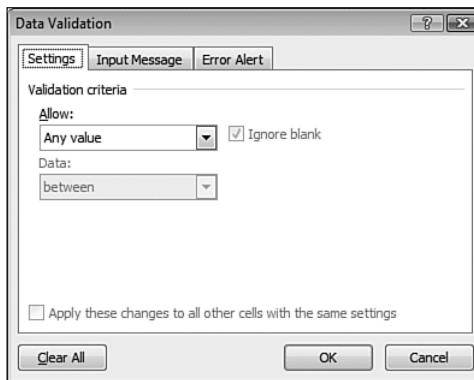 Data Validation
Settings Input Message Error Alert
Validation criteria
Allow:
Any value Ignore blank
Data:
between
Apply these changes to all other cells with the same settings
Clear All OK Cancel